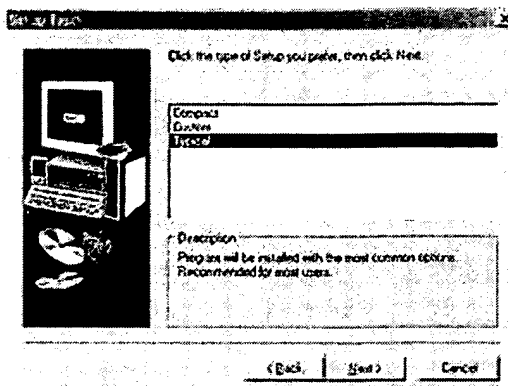 Setup Type
Click the type of Setup you prefer, then click Next.
Compact
Custom
Typical
Description
Program will be installed with the most common options.
Recommended for most users.
< Back
Next >
Cancel